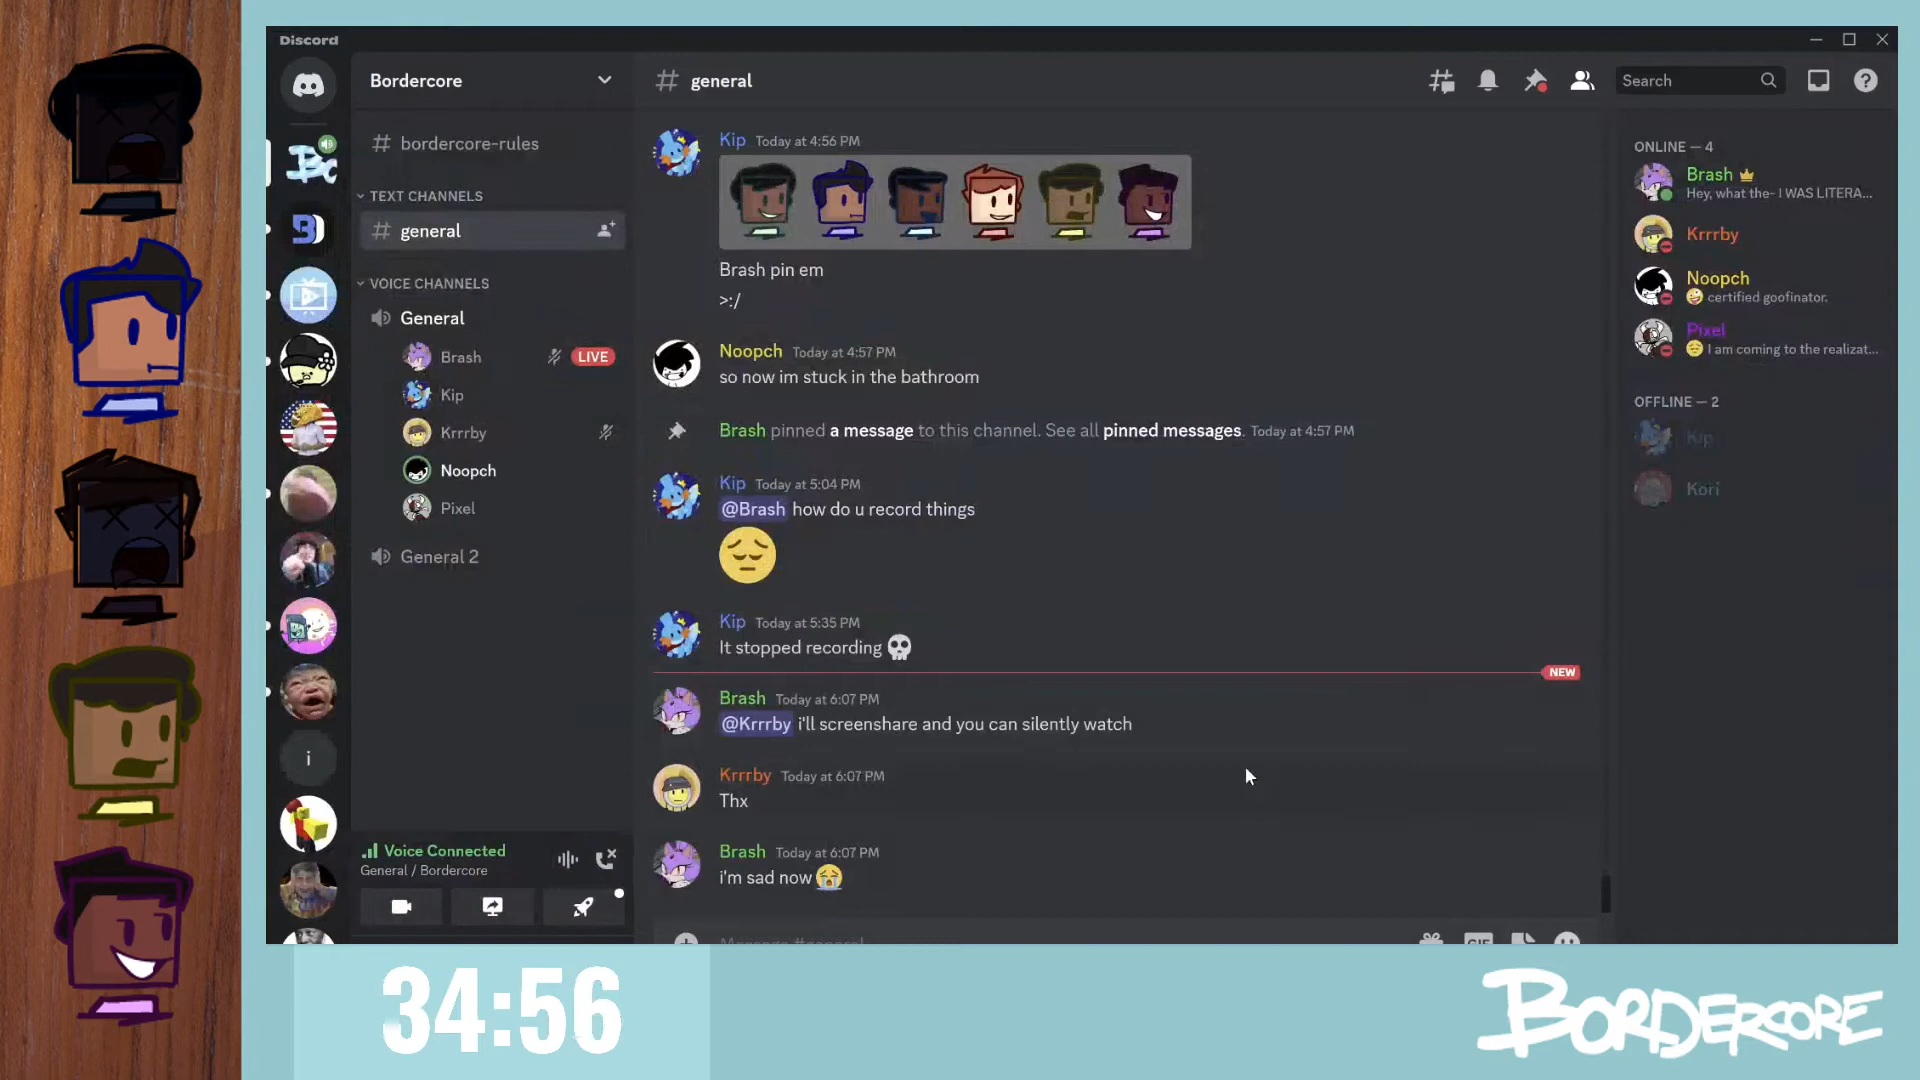 Discord
Bordercore
general
Search
bordercore-rules
TEXT CHANNELS
general
VOICE CHANNELS
General
Brash
LIVE
Kip
Krrrby
Noopch
Pixel
General 2
Voice Connected
General / Bordercore
i
Kip Today at 4:56 PM
Brash pin em
>:/
Noopch Today at 4:57 PM
so now im stuck in the bathroom
Brash pinned a message to this channel. See all pinned messages. Today at 4:57 PM
Kip Today at 5:04 PM
@Brash how do u record things
Kip Today at 5:35 PM
It stopped recording
NEW
Brash Today at 6:07 PM
@Krrrby i'll screenshare and you can silently watch
Krrrby Today at 6:07 PM
Thx
Brash Today at 6:07 PM
i'm sad now
Message #general
GIF
ONLINE — 4
Brash
Hey, what the- I WAS LITERA...
Krrrby
Noopch
certified goofinator.
Pixel
I am coming to the realizat...
OFFLINE — 2
Kip
Kori
34:56
BORDERCORE